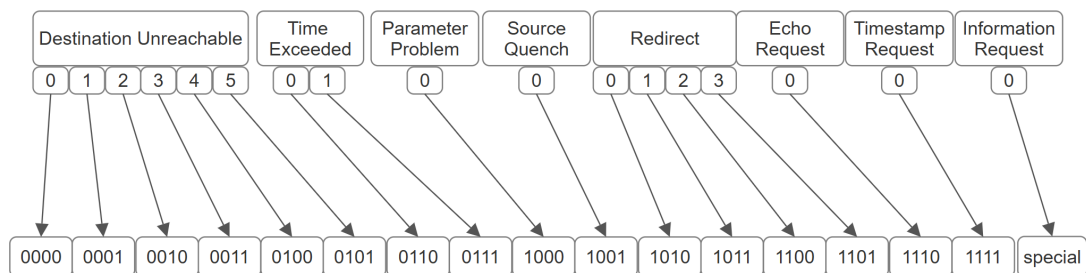 Destination Unreachable
Time
Exceeded
Parameter
Problem
Source
Quench
Redirect
Echo
Request
Timestamp
Request
Information
Request
0 1 2 3 4 5 0 1 0 0 0 1 2 3 0 0 0
0000 0001 0010 0011 0100 0101 0110 0111 1000 1001 1010 1011 1100 1101 1110 1111 special